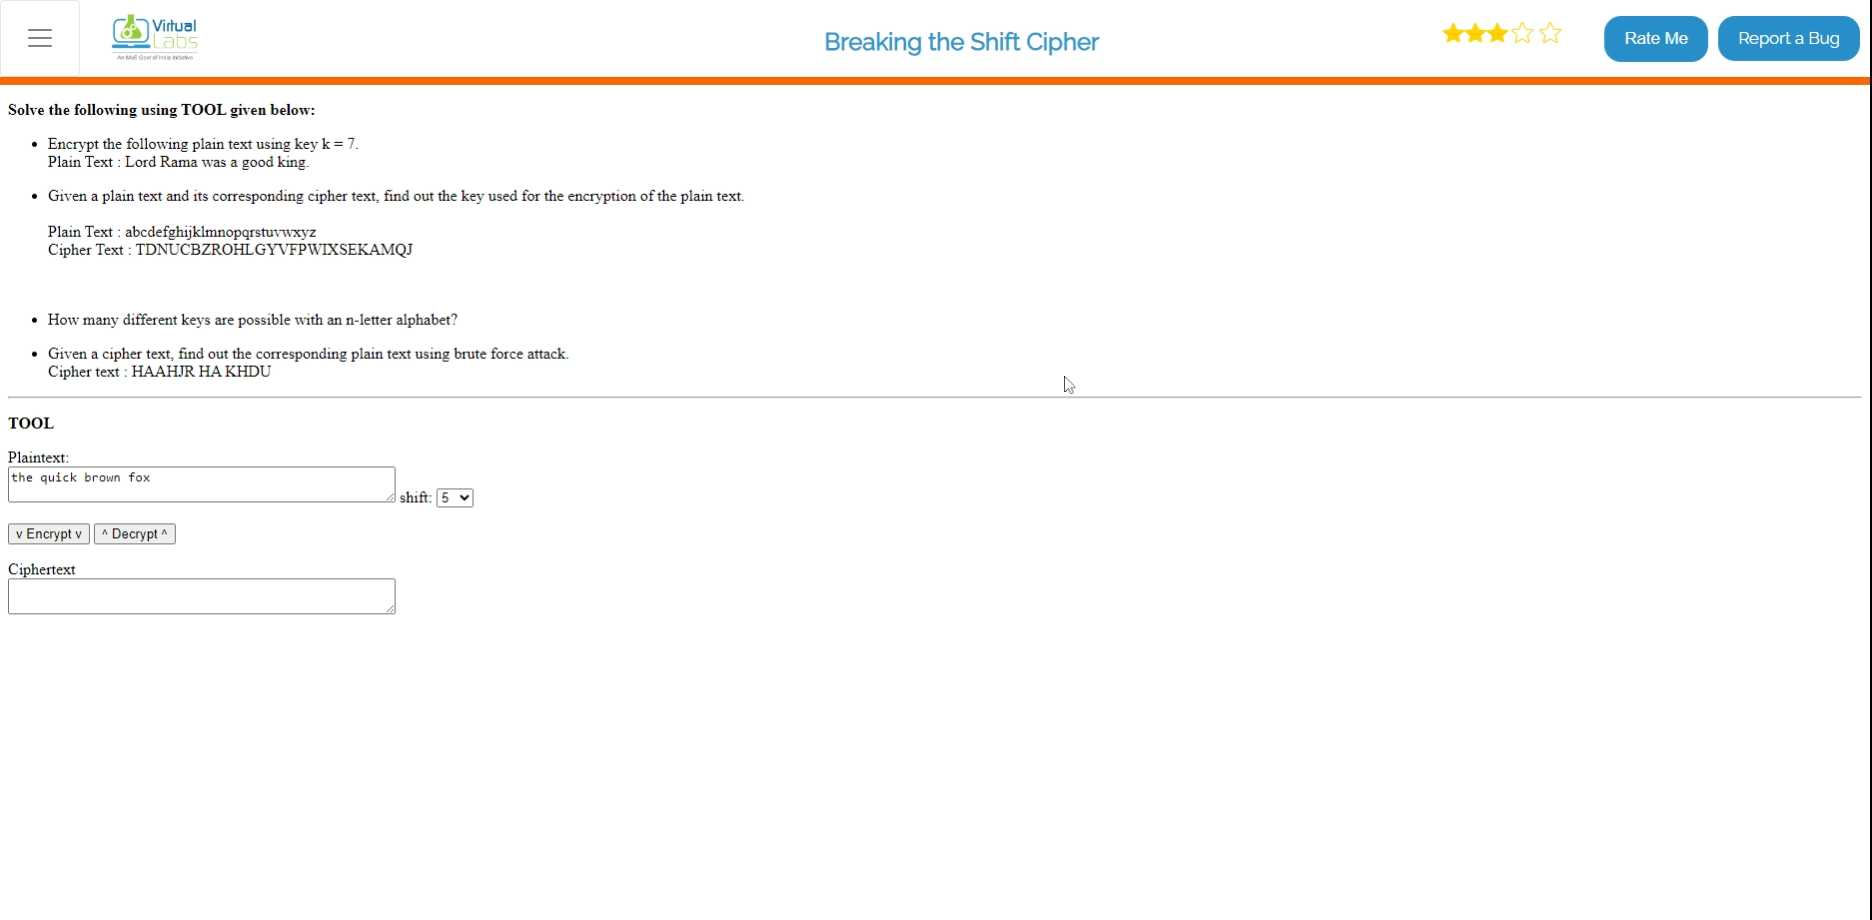 Virtual
Labs
An MoE Govt of India Initiative
Breaking the Shift Cipher
Rate Me
Report a Bug
Solve the following using TOOL given below:
Encrypt the following plain text using key k = 7.
Plain Text : Lord Rama was a good king.
Given a plain text and its corresponding cipher text, find out the key used for the encryption of the plain text.
Plain Text : abcdefghijklmnopqrstuvwxyz
Cipher Text : TDNUCBZROHLGYVFPWIXSEKAMQJ
How many different keys are possible with an n-letter alphabet?
Given a cipher text, find out the corresponding plain text using brute force attack.
Cipher text : HAAHJR HA KHDU
TOOL
Plaintext:
the quick brown fox
shift: 5
v Encrypt v ^ Decrypt ^
Ciphertext